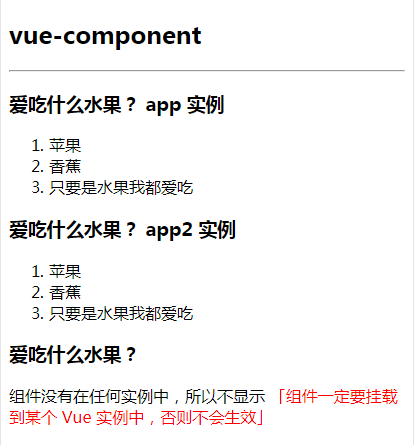 vue-component
爱吃什么水果？ app 实例
1. 苹果
2. 香蕉
3. 只要是水果我都爱吃
爱吃什么水果？ app2 实例
1. 苹果
2. 香蕉
3. 只要是水果我都爱吃
爱吃什么水果？
组件没有在任何实例中，所以不显示 「组件一定要挂载
到某个 Vue 实例中，否则不会生效」